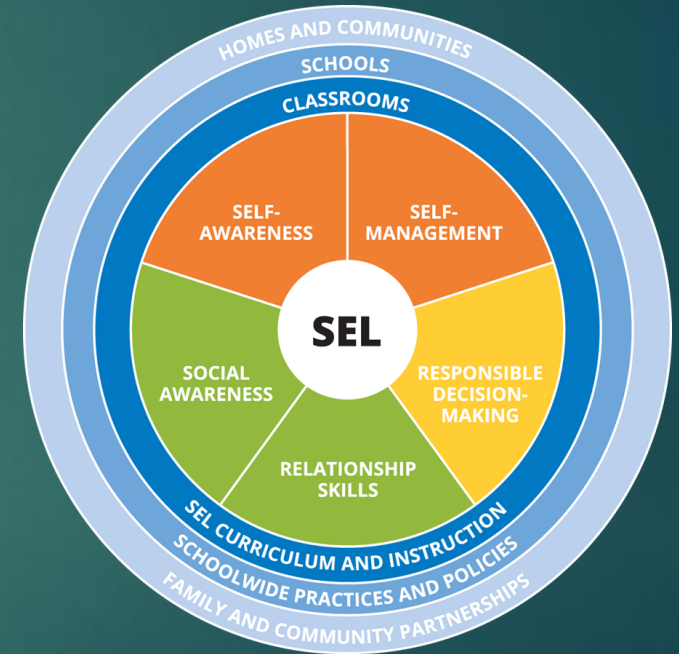 HOMES AND COMMUNITIES
SCHOOLS
CLASSROOMS
SELF-
AWARENESS
SELF-
MANAGEMENT
SEL
SOCIAL
AWARENESS
RESPONSIBLE
DECISION-
MAKING
RELATIONSHIP
SKILLS
SEL CURRICULUM AND INSTRUCTION
SCHOOLWIDE PRACTICES AND POLICIES
FAMILY AND COMMUNITY PARTNERSHIPS